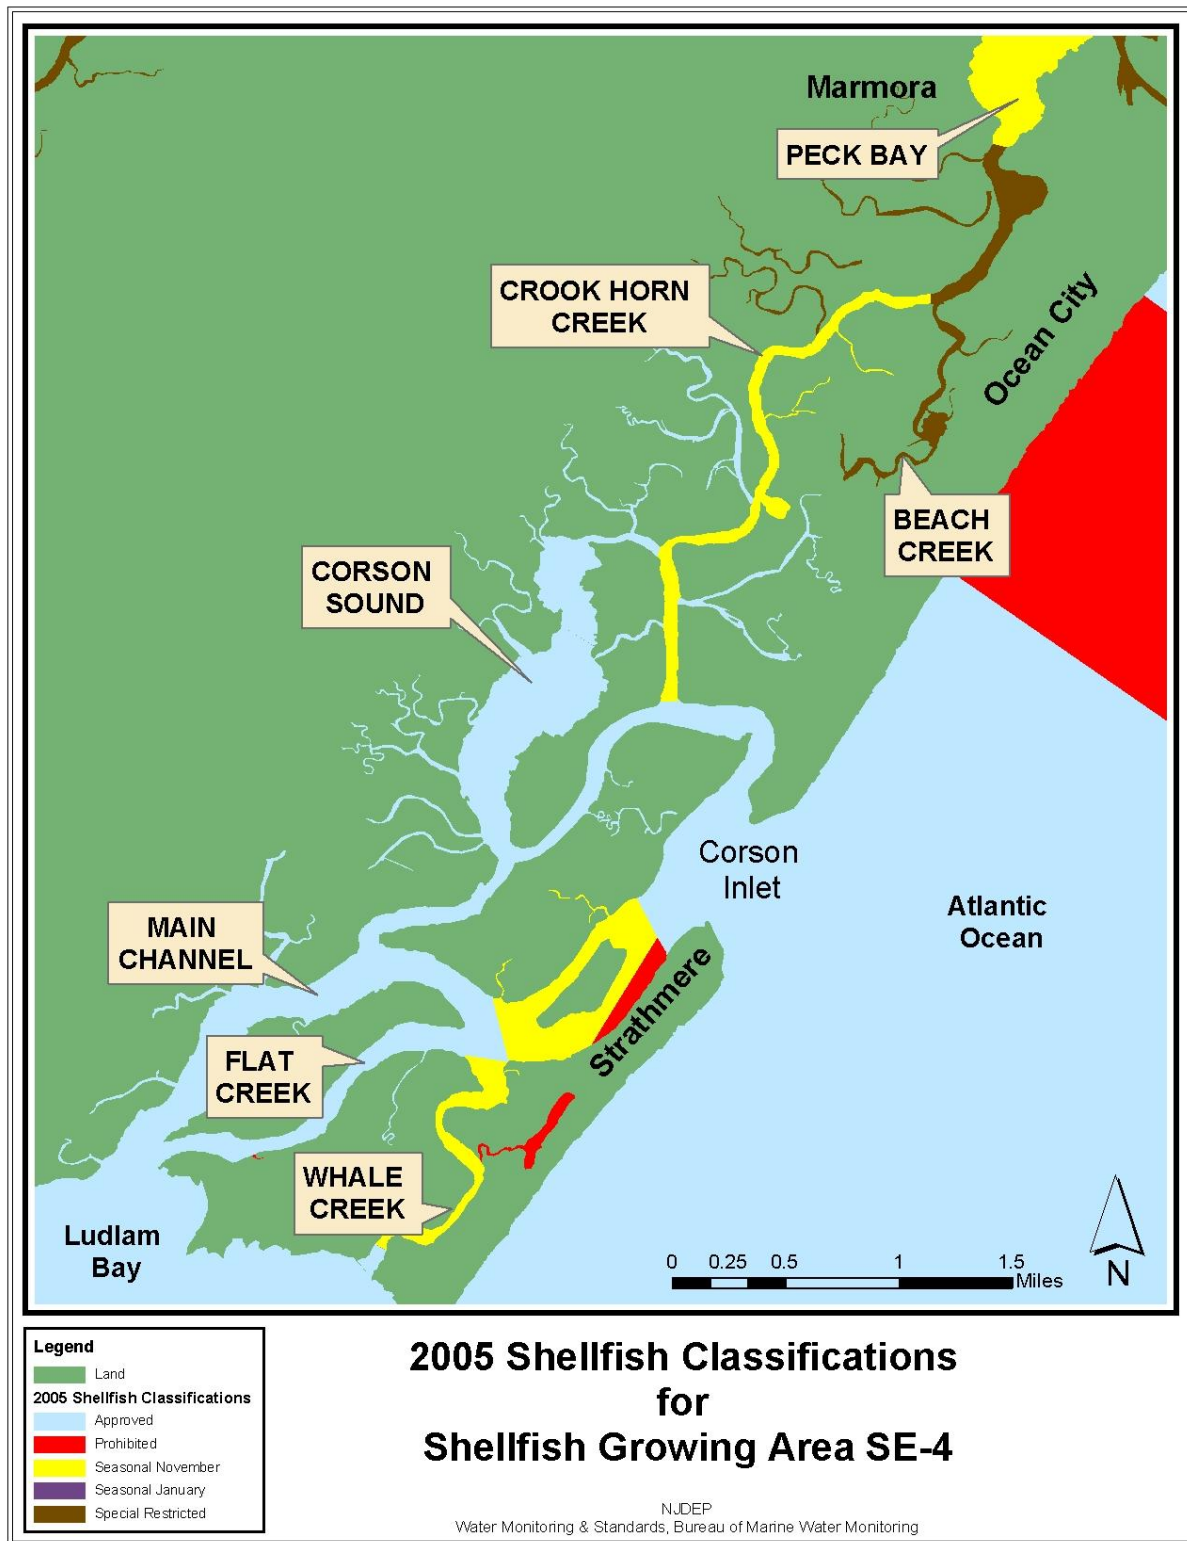 Marmora
PECK BAY
CROOK HORN
CREEK
Ocean City
BEACH
CREEK
CORSON
SOUND
Corson
Inlet
Atlantic
Ocean
MAIN
CHANNEL
Strathmere
FLAT
CREEK
WHALE
CREEK
Ludlam
Bay
0 0.25 0.5 1 1.5
Miles
N
Legend
Land
2005 Shellfish Classifications
Approved
Prohibited
Seasonal November
Seasonal January
Special Restricted
2005 Shellfish Classifications
for
Shellfish Growing Area SE-4
NJDEP
Water Monitoring & Standards, Bureau of Marine Water Monitoring